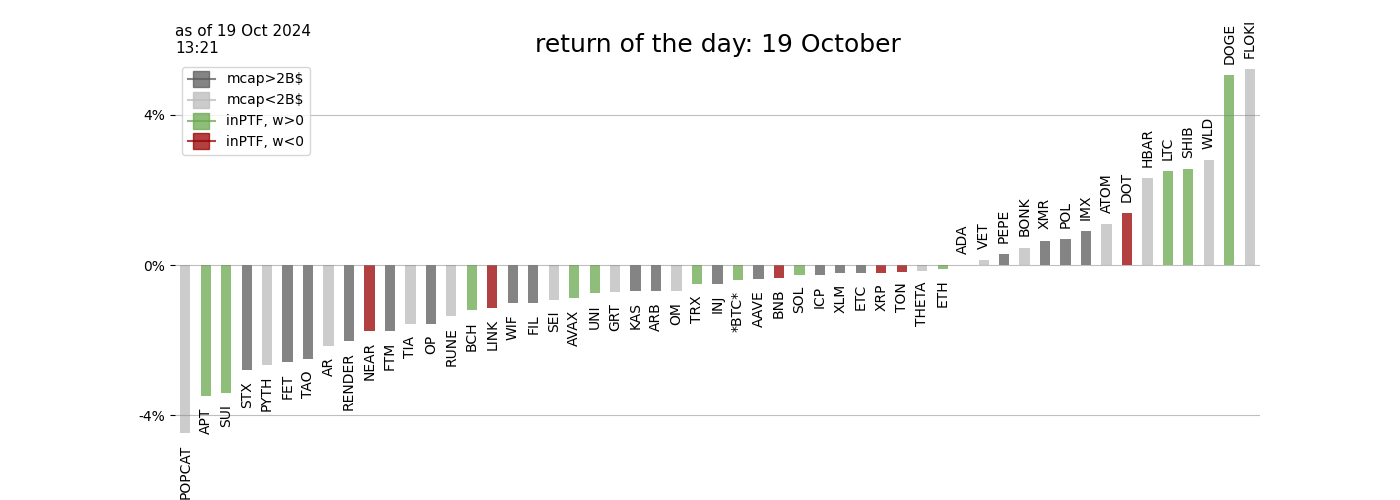 as of 19 Oct 2024
13:21
return of the day: 19 October
mcap>2B$
mcap<2B$
inPTF, w>0
inPTF, w<0
4%
0%
-4%
POPCAT
APT
SUI
STX
PYTH
FET
TAO
AR
RENDER
NEAR
FTM
TIA
OP
RUNE
BCH
LINK
WIF
FIL
SEI
AVAX
UNI
GRT
KAS
ARB
OM
TRX
INJ
*BTC*
AAVE
BNB
SOL
ICP
XLM
ETC
XRP
TON
THETA
ETH
ADA
VET
PEPE
BONK
XMR
POL
IMX
ATOM
DOT
HBAR
LTC
SHIB
WLD
DOGE
FLOKI